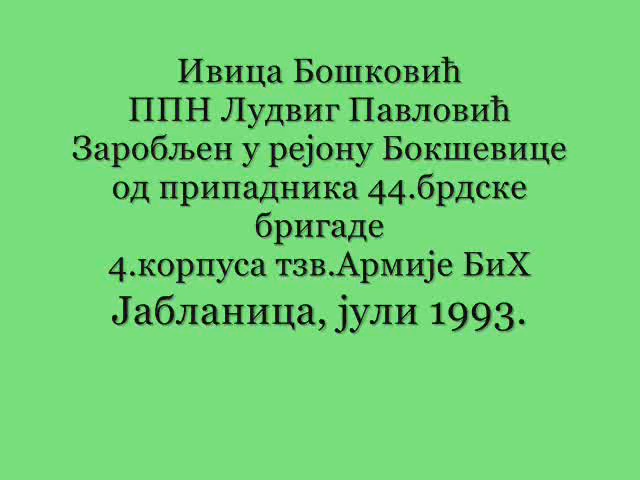 Ивица Бошковић
ППН Лудвиг Павловић
Заробљен у рејону Бокшевице
од припадника 44.брдске
бригаде
4.корпуса тзв.Армије БиХ
Јабланица, јули 1993.